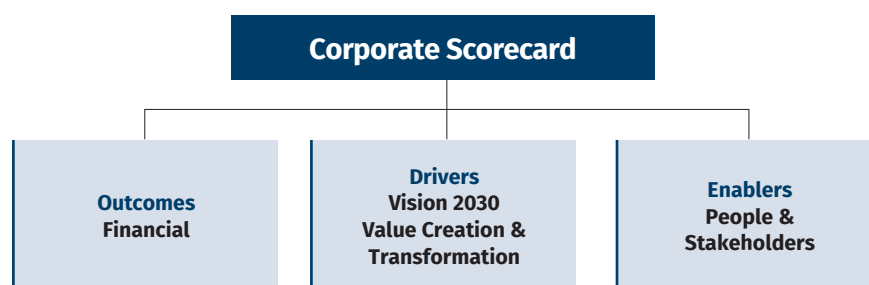 Corporate Scorecard
Outcomes
Financial
Drivers
Vision 2030
Value Creation &
Transformation
Enablers
People &
Stakeholders